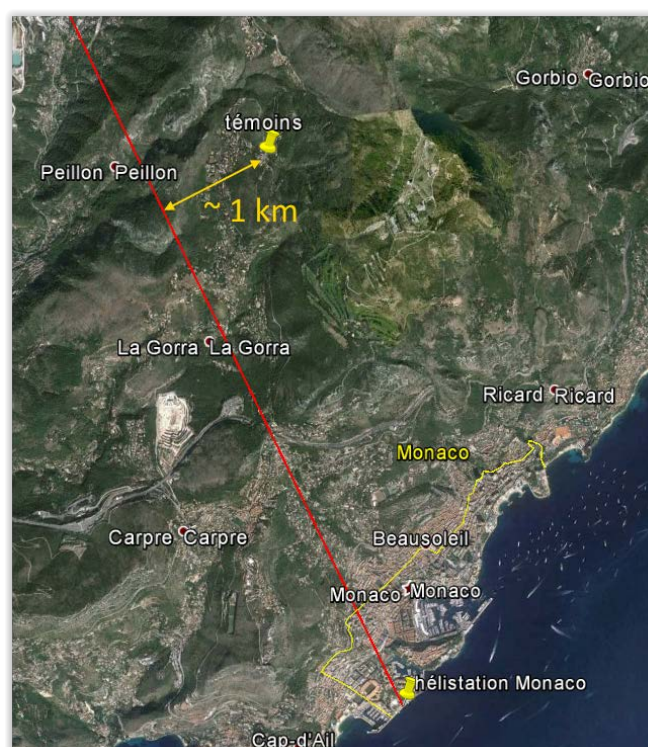 Gorbio Gorbio
témoins
Peillon Peillon
~ 1 km
La Gorra La Gorra
Ricard Ricard
Monaco
Carpre Carpre
Beausoleil
Monaco Monaco
hélistation Monaco
Cap-d'Ail